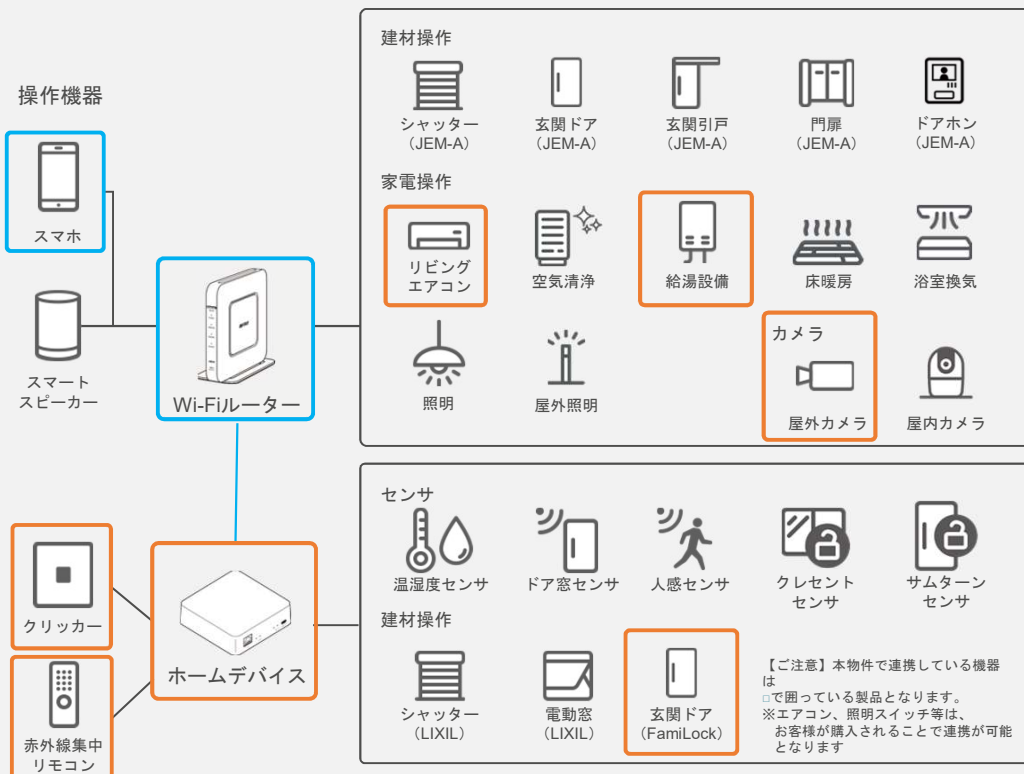 操作機器
スマホ
スマート
スピーカー
Wi-Fiルーター
クリッカー
赤外線集中
リモコン
ホームデバイス
建材操作
シャッター
（JEM-A）
玄関ドア
（JEM-A）
玄関引戸
（JEM-A）
門扉
（JEM-A）
ドアホン
（JEM-A）
家電操作
リビング
エアコン
空気清浄
給湯設備
床暖房
浴室換気
照明
屋外照明
カメラ
屋外カメラ
屋内カメラ
センサ
温湿度センサ
ドア窓センサ
人感センサ
クレセント
センサ
サムターン
センサ
建材操作
シャッター
（LIXIL）
電動窓
（LIXIL）
玄関ドア
（FamiLock）
【ご注意】本物件で連携している機器
は
□で囲っている製品となります。
※エアコン、照明スイッチ等は、
お客様が購入されることで連携が可能
となります